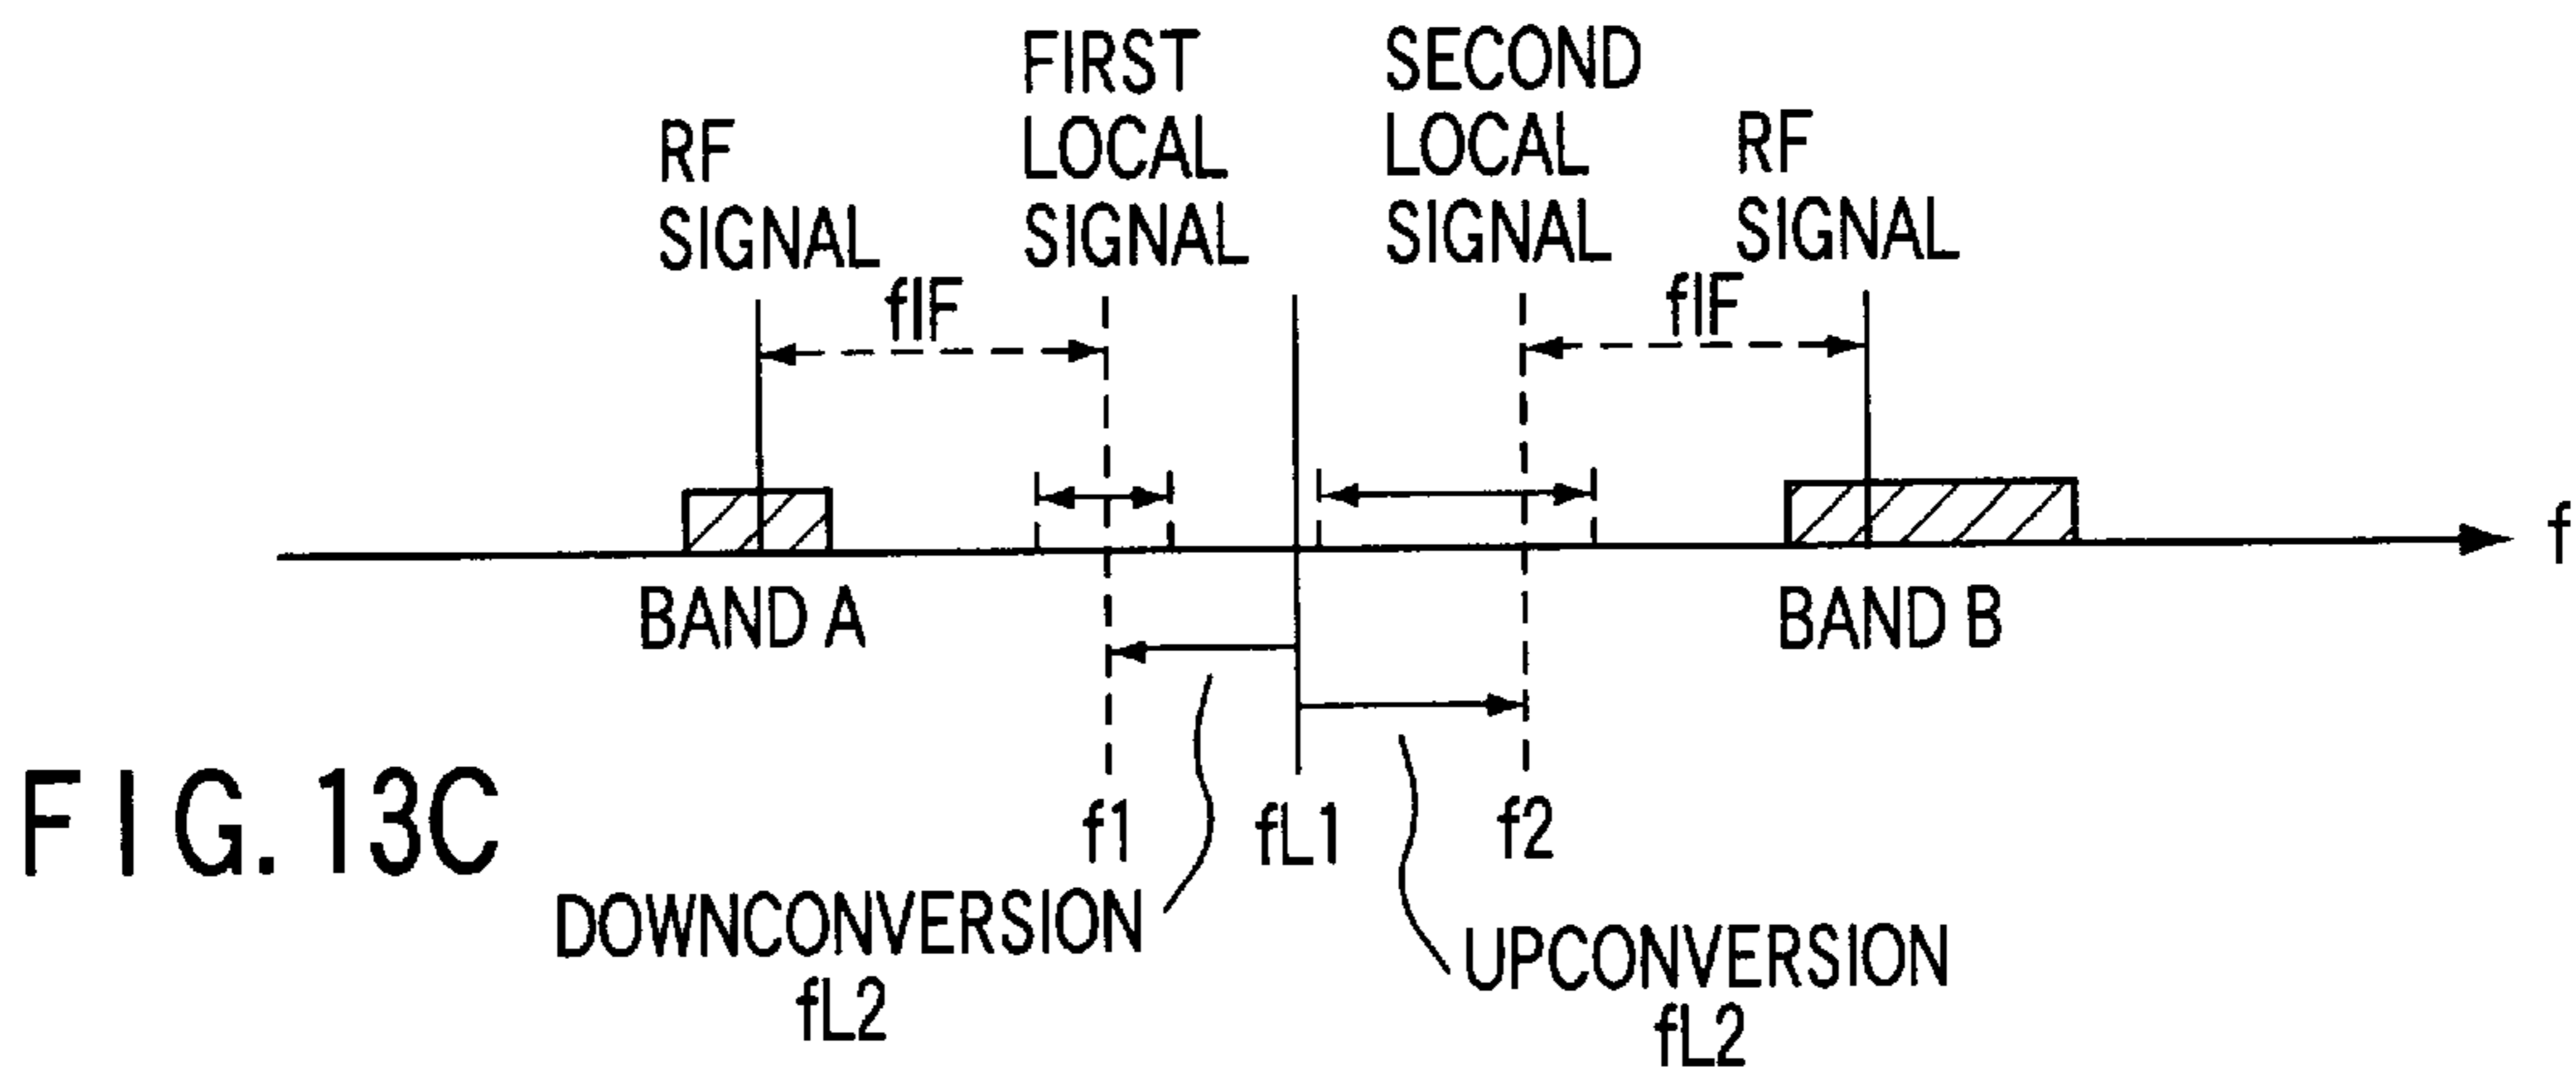 RF
SIGNAL
FIRST
LOCAL
SIGNAL
SECOND
LOCAL
SIGNAL
RF
SIGNAL
fIF
fIF
f
BAND A
BAND B
f1
fL1
f2
DOWNCONVERSION
fL2
UPCONVERSION
fL2
FIG. 13C